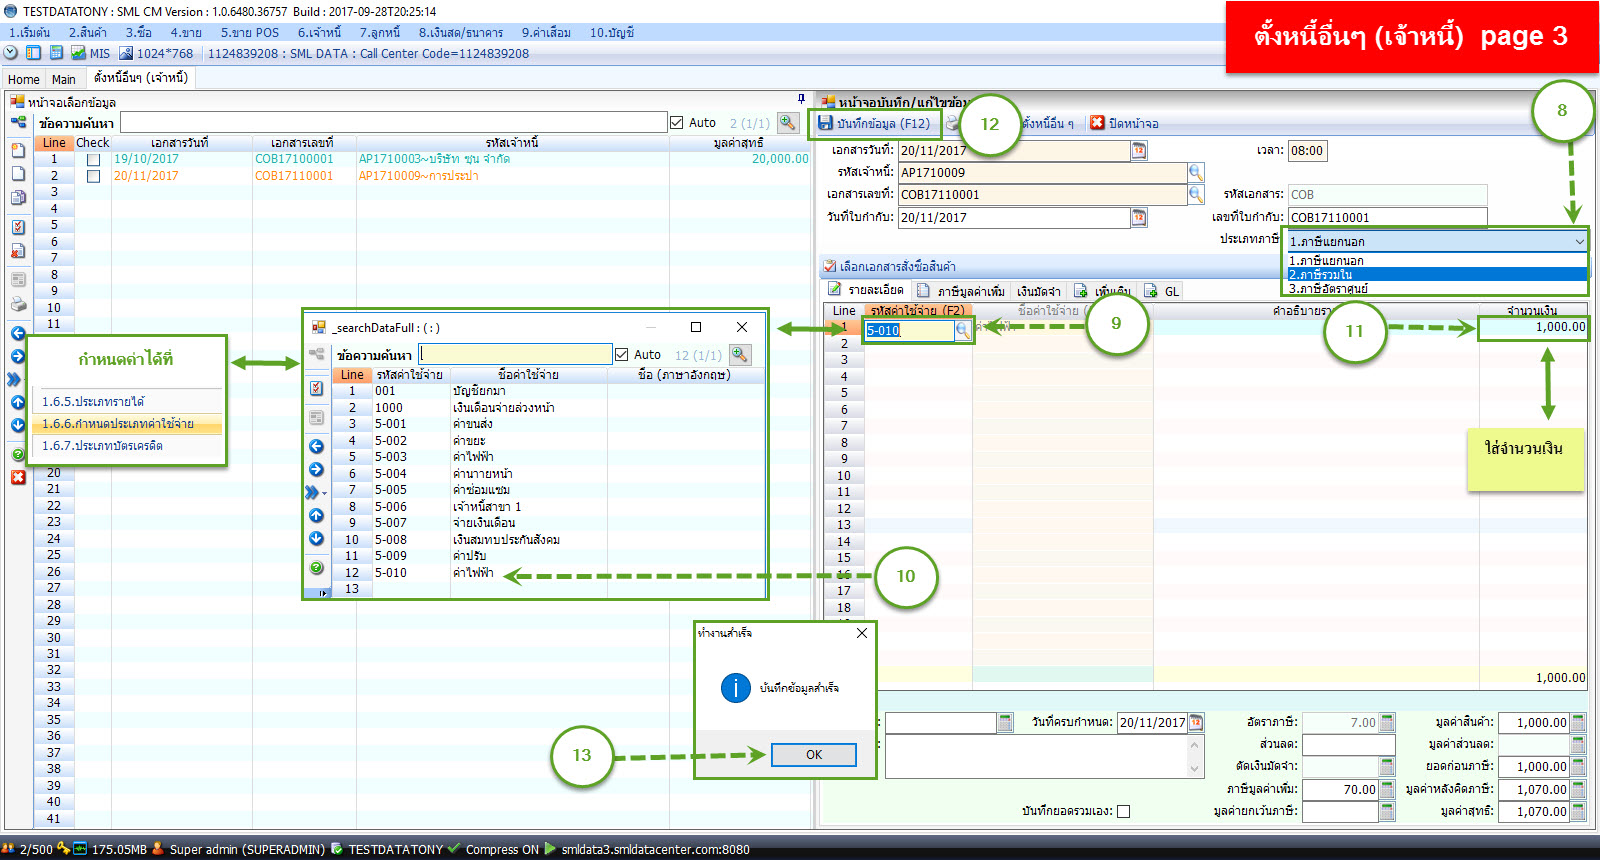 TESTDATATONY : SML CM Version : 1.0.6480.36757  Build : 2017-09-28T20:25:14
ตั้งหนี้อื่นๆ (เจ้าหนี้)  page 3
1.เริ่มต้น 2.สินค้า 3.ซื้อ 4.ขาย 5.ขาย POS 6.เจ้าหนี้ 7.ลูกหนี้ 8.เงินสด/ธนาคาร 9.ค่าเสื่อม 10.บัญชี
MIS 1024*768 1124839208 : SML DATA : Call Center Code=1124839208
Home Main ตั้งหนี้อื่นๆ (เจ้าหนี้)
หน้าจอเลือกข้อมูล
ข้อความค้นหา Auto 2 (1/1)
Line Check เอกสารวันที่ เอกสารเลขที่ รหัสเจ้าหนี้ มูลค่าสุทธิ
1 19/10/2017 COB17100001 AP1710003~บริษัท ชุน จำกัด 20,000.00
2 20/11/2017 COB17110001 AP1710009~การประปา
3
4
5
6
7
8
9
10
11
20
21
22
23
24
25
26
27
28
29
30
31
32
33
34
35
36
37
38
39
40
41
กำหนดค่าได้ที่
1.6.5.ประเภทรายได้
1.6.6.กำหนดประเภทค่าใช้จ่าย
1.6.7.ประเภทบัตรเครดิต
_searchDataFull : ( : )
ข้อความค้นหา Auto 12 (1/1)
Line รหัสค่าใช้จ่าย ชื่อค่าใช้จ่าย ชื่อ (ภาษาอังกฤษ)
1 001 บัญชียกมา
2 1000 เงินเดือนจ่ายล่วงหน้า
3 5-001 ค่าขนส่ง
4 5-002 ค่าขยะ
5 5-003 ค่าไฟฟ้า
6 5-004 ค่านายหน้า
7 5-005 ค่าซ่อมแซม
8 5-006 เจ้าหนี้สาขา 1
9 5-007 จ่ายเงินเดือน
10 5-008 เงินสมทบประกันสังคม
11 5-009 ค่าปรับ
12 5-010 ค่าไฟฟ้า
13
10
ทำงานสำเร็จ
บันทึกข้อมูลสำเร็จ
OK
13
หน้าจอบันทึก/แก้ไขข้อม
บันทึกข้อมูล (F12) 12 ตั้งหนี้อื่น ๆ ปิดหน้าจอ
8
เอกสารวันที่: 20/11/2017 เวลา: 08:00
รหัสเจ้าหนี้: AP1710009
เอกสารเลขที่: COB17110001 รหัสเอกสาร: COB
วันที่ใบกำกับ: 20/11/2017 เลขที่ใบกำกับ: COB17110001
ประเภทภาษี 1.ภาษีแยกนอก
1.ภาษีแยกนอก
2.ภาษีรวมใน
3.ภาษีอัตราศูนย์
เลือกเอกสารสั่งซื้อสินค้า
รายละเอียด ภาษีมูลค่าเพิ่ม เงินมัดจำ เพิ่มเติม GL
Line รหัสค่าใช้จ่าย (F2) ชื่อค่าใช้จ่าย ( คำอธิบายรา จำนวนเงิน
1 5-010 1,000.00
9
11
2
3
4
5
6
7
8
9
10
11
12
13
14
15
16
17
18
ใส่จำนวนเงิน
1,000.00
วันที่ครบกำหนด: 20/11/2017 อัตราภาษี: 7.00 มูลค่าสินค้า: 1,000.00
ส่วนลด: มูลค่าส่วนลด:
ตัดเงินมัดจำ: ยอดก่อนภาษี: 1,000.00
ภาษีมูลค่าเพิ่ม: 70.00 มูลค่าหลังคิดภาษี: 1,070.00
บันทึกยอดรวมเอง: มูลค่ายกเว้นภาษี: มูลค่าสุทธิ: 1,070.00
2/500 175.05MB Super admin (SUPERADMIN) TESTDATATONY Compress ON smldata3.smldatacenter.com:8080